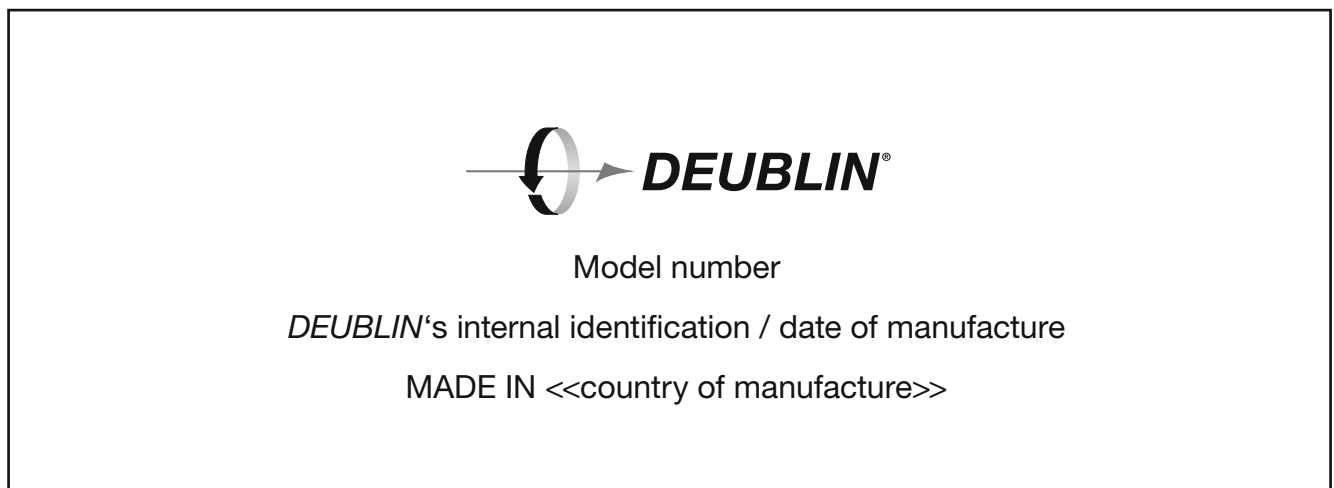 DEUBLIN®
Model number
DEUBLIN‘s internal identification / date of manufacture
MADE IN <<country of manufacture>>